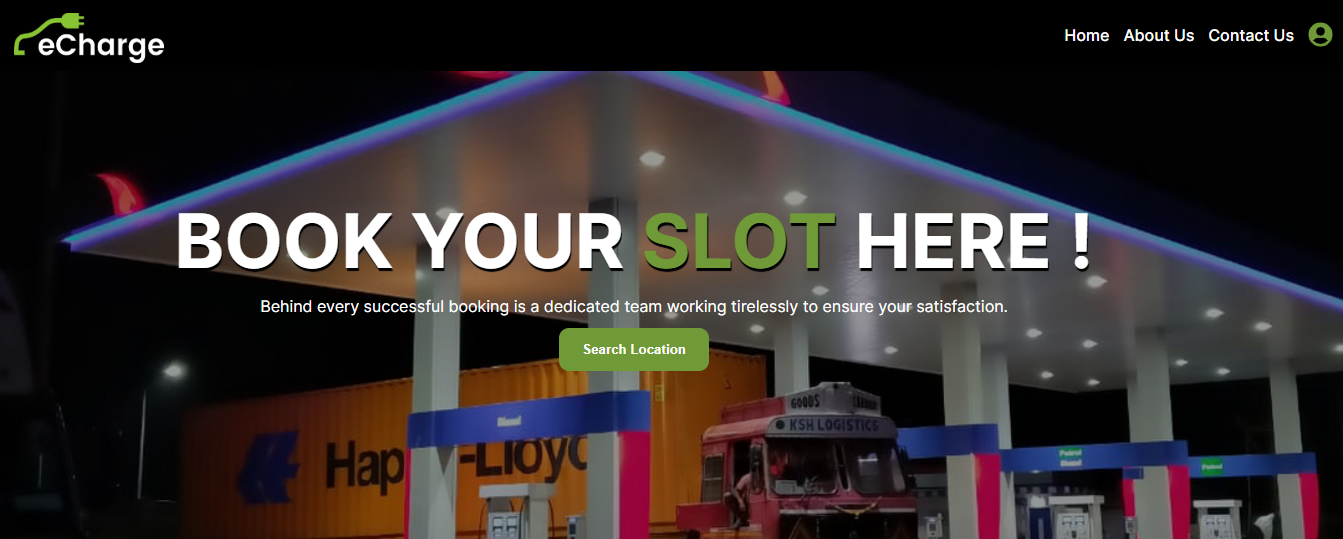 eCharge
Home About Us Contact Us
BOOK YOUR SLOT HERE !
Behind every successful booking is a dedicated team working tirelessly to ensure your satisfaction.
Search Location
GOODS CARRIER
KSH LOGISTICS
Diesel
Hap -Lloyd
Petrol
Diesel
Petrol